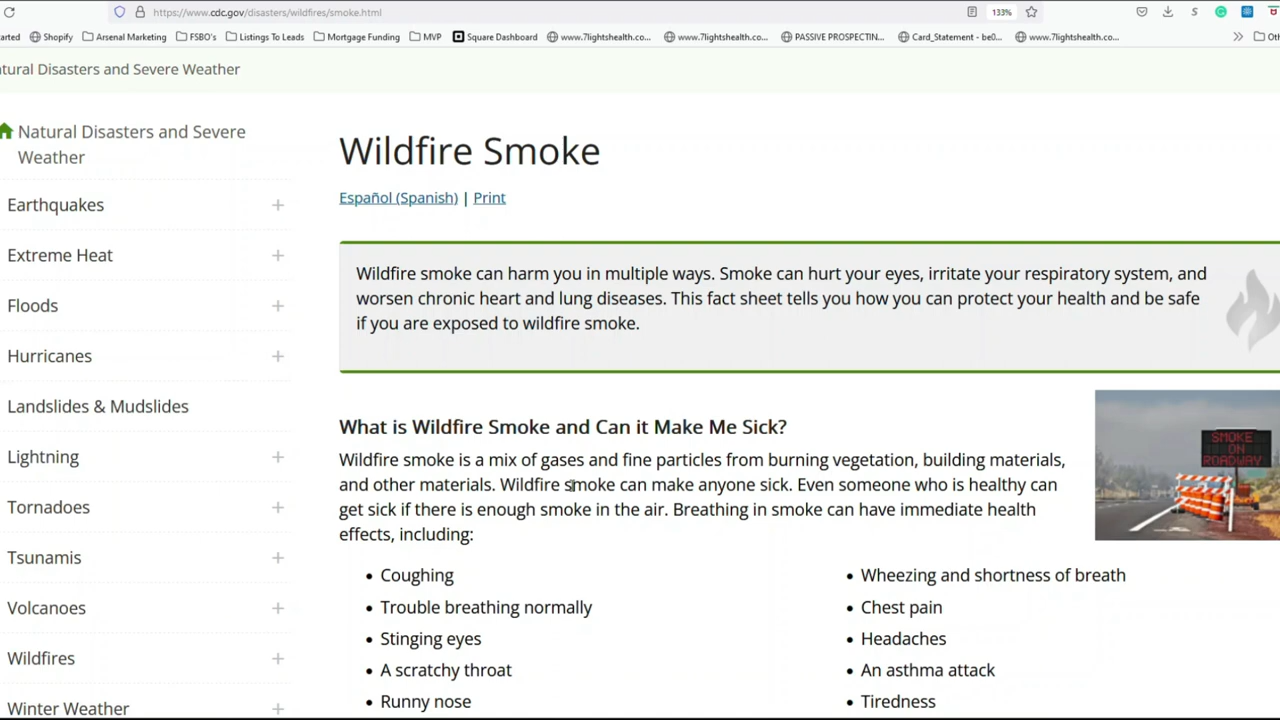 https://www.cdc.gov/disasters/wildfires/smoke.html
133%
Shopify
Arsenal Marketing
FSBO's
Listings To Leads
Mortgage Funding
MVP
Square Dashboard
www.7lightshealth.co...
www.7lightshealth.co...
PASSIVE PROSPECTIN...
Card_Statement - be0...
www.7lightshealth.co...
Disasters and Severe Weather
Natural Disasters and Severe
Weather
Earthquakes
Extreme Heat
Floods
Hurricanes
Landslides & Mudslides
Lightning
Tornadoes
Tsunamis
Volcanoes
Wildfires
Winter Weather
Wildfire Smoke
Español (Spanish) | Print
Wildfire smoke can harm you in multiple ways. Smoke can hurt your eyes, irritate your respiratory system, and
worsen chronic heart and lung diseases. This fact sheet tells you how you can protect your health and be safe
if you are exposed to wildfire smoke.
What is Wildfire Smoke and Can it Make Me Sick?
Wildfire smoke is a mix of gases and fine particles from burning vegetation, building materials,
and other materials. Wildfire smoke can make anyone sick. Even someone who is healthy can
get sick if there is enough smoke in the air. Breathing in smoke can have immediate health
effects, including:
SMOKE
ON
ROADWAY
Coughing
Trouble breathing normally
Stinging eyes
A scratchy throat
Runny nose
Wheezing and shortness of breath
Chest pain
Headaches
An asthma attack
Tiredness